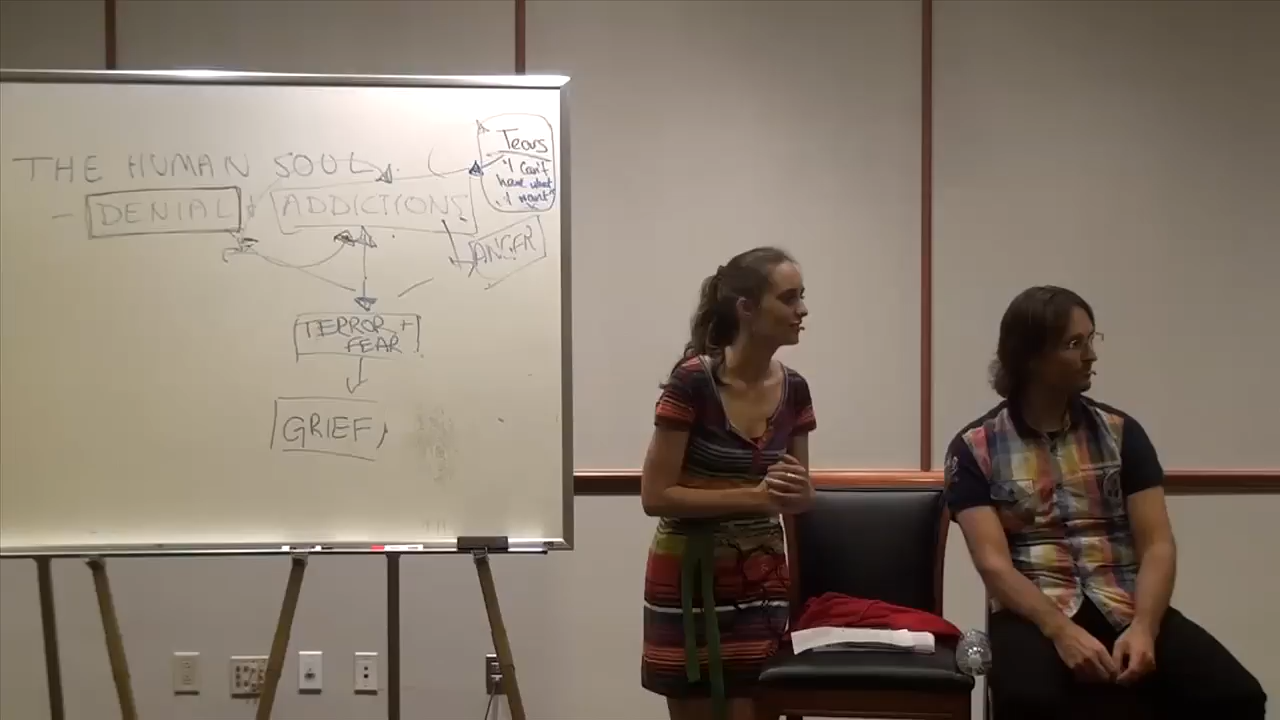 THE HUMAN SOUL
Tears
"I can't
have what
I want"
- DENIAL
ADDICTIONS
ANGER
TERROR +
FEAR
GRIEF